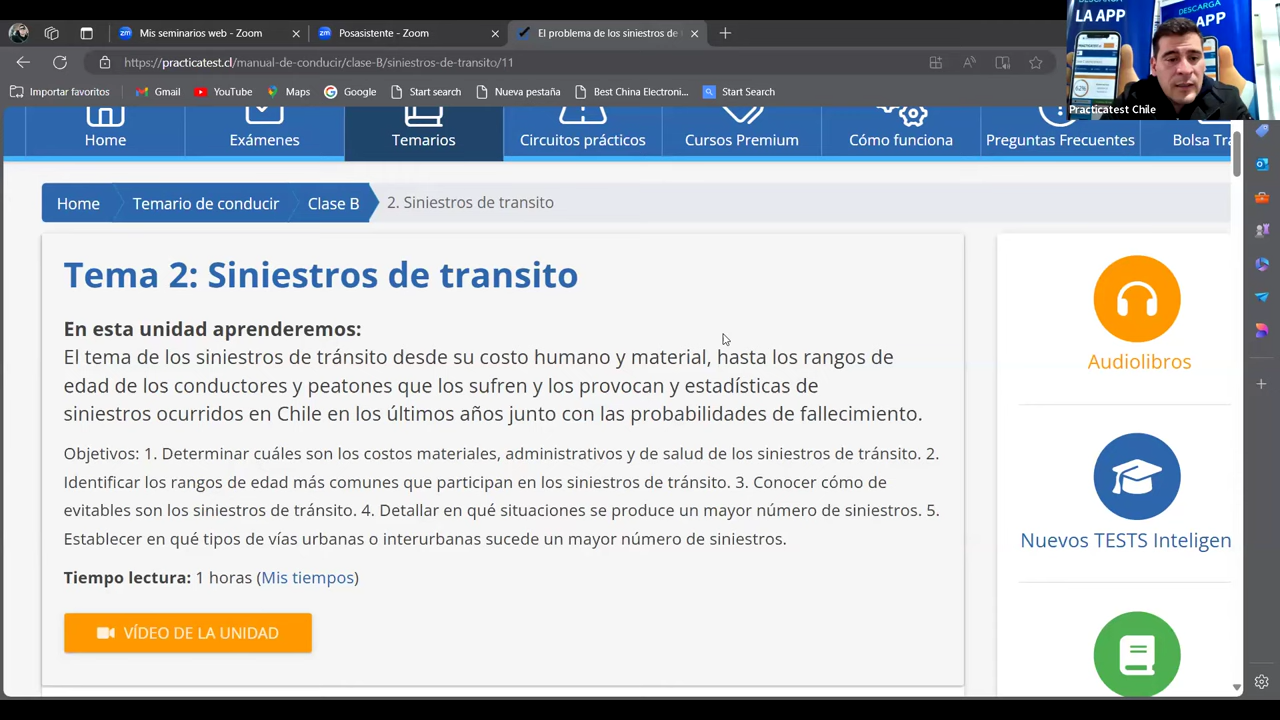 Mis seminarios web - Zoom
Posasistente - Zoom
El problema de los siniestros de
https://practicatest.cl/manual-de-conducir/clase-B/siniestros-de-transito/11
Importar favoritos
Gmail
YouTube
Maps
Google
Start search
Nueva pestaña
Best China Electroni...
Start Search
DESCARGA
LA APP
DESCARGA
APP
Practicatest Chile
Home
Exámenes
Temarios
Circuitos prácticos
Cursos Premium
Cómo funciona
Preguntas Frecuentes
Bolsa Tra
Home
Temario de conducir
Clase B
2. Siniestros de transito
Tema 2: Siniestros de transito
En esta unidad aprenderemos:
El tema de los siniestros de tránsito desde su costo humano y material, hasta los rangos de
edad de los conductores y peatones que los sufren y los provocan y estadísticas de
siniestros ocurridos en Chile en los últimos años junto con las probabilidades de fallecimiento.
Objetivos: 1. Determinar cuáles son los costos materiales, administrativos y de salud de los siniestros de tránsito. 2.
Identificar los rangos de edad más comunes que participan en los siniestros de tránsito. 3. Conocer cómo de
evitables son los siniestros de tránsito. 4. Detallar en qué situaciones se produce un mayor número de siniestros. 5.
Establecer en qué tipos de vías urbanas o interurbanas sucede un mayor número de siniestros.
Tiempo lectura: 1 horas (Mis tiempos)
VÍDEO DE LA UNIDAD
Audiolibros
Nuevos TESTS Inteligen